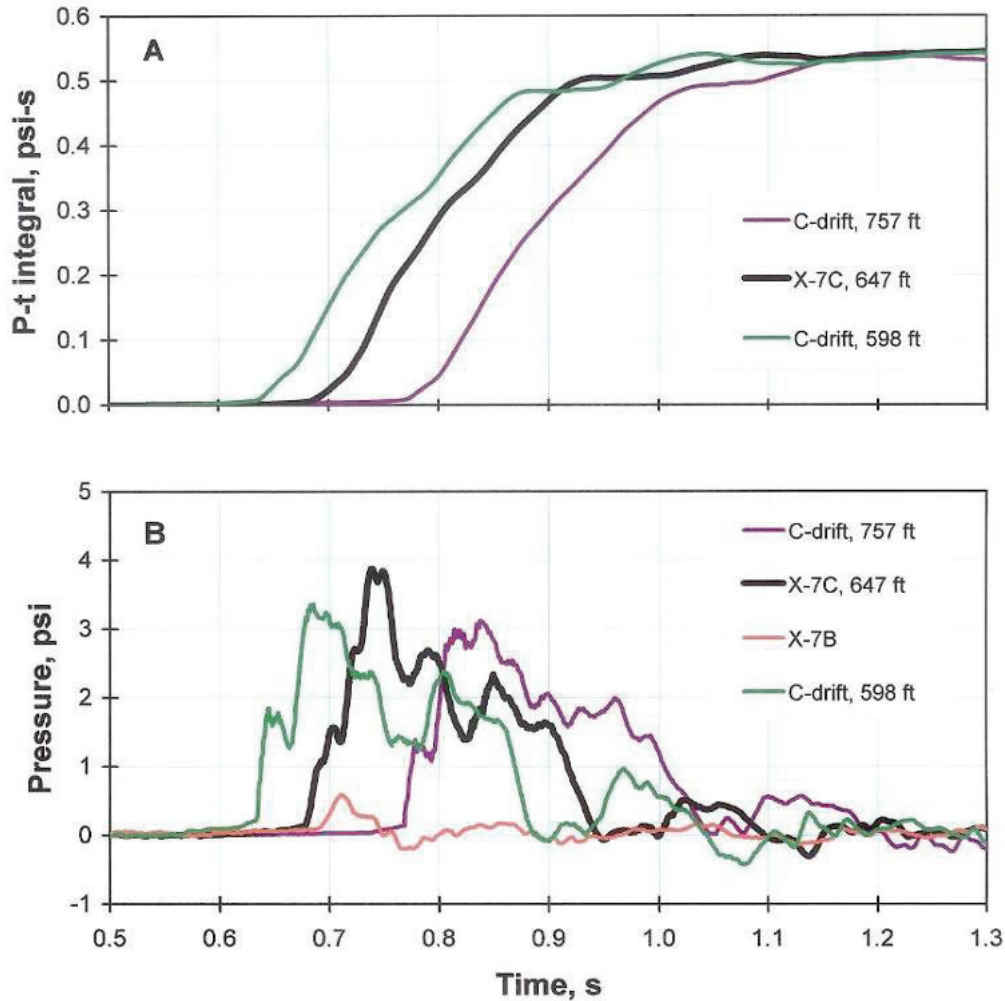 A
P-t integral, psi-s
0.6
0.5
0.4
0.3
0.2
0.1
0.0
C-drift, 757 ft
X-7C, 647 ft
C-drift, 598 ft
B
Pressure, psi
5
4
3
2
1
0
-1
C-drift, 757 ft
X-7C, 647 ft
X-7B
C-drift, 598 ft
0.5 0.6 0.7 0.8 0.9 1.0 1.1 1.2 1.3
Time, s